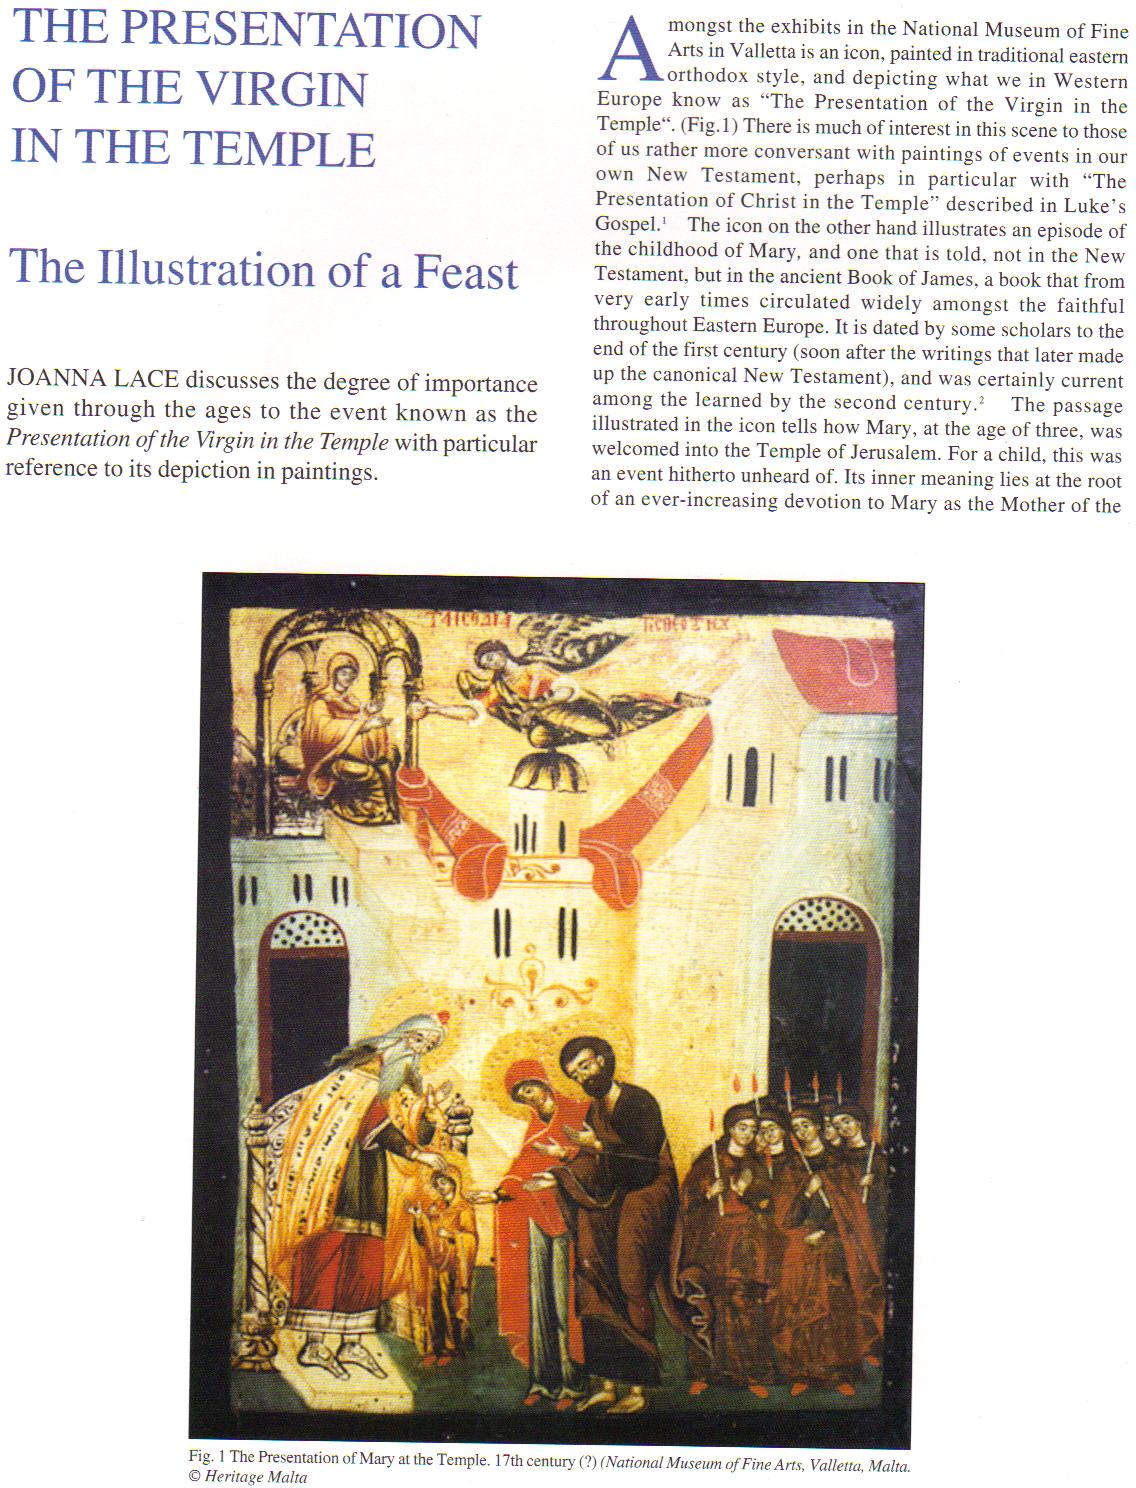 THE PRESENTATION
OF THE VIRGIN
IN THE TEMPLE
The Illustration of a Feast
JOANNA LACE discusses the degree of importance
given through the ages to the event known as the
Presentation of the Virgin in the Temple with particular
reference to its depiction in paintings.
Amongst the exhibits in the National Museum of Fine
Arts in Valletta is an icon, painted in traditional eastern
orthodox style, and depicting what we in Western
Europe know as “The Presentation of the Virgin in the
Temple“. (Fig.1) There is much of interest in this scene to those
of us rather more conversant with paintings of events in our
own New Testament, perhaps in particular with “The
Presentation of Christ in the Temple” described in Luke’s
Gospel.¹ The icon on the other hand illustrates an episode of
the childhood of Mary, and one that is told, not in the New
Testament, but in the ancient Book of James, a book that from
very early times circulated widely amongst the faithful
throughout Eastern Europe. It is dated by some scholars to the
end of the first century (soon after the writings that later made
up the canonical New Testament), and was certainly current
among the learned by the second century.² The passage
illustrated in the icon tells how Mary, at the age of three, was
welcomed into the Temple of Jerusalem. For a child, this was
an event hitherto unheard of. Its inner meaning lies at the root
of an ever-increasing devotion to Mary as the Mother of the
Fig. 1 The Presentation of Mary at the Temple. 17th century (?) (National Museum of Fine Arts, Valletta, Malta.
© Heritage Malta